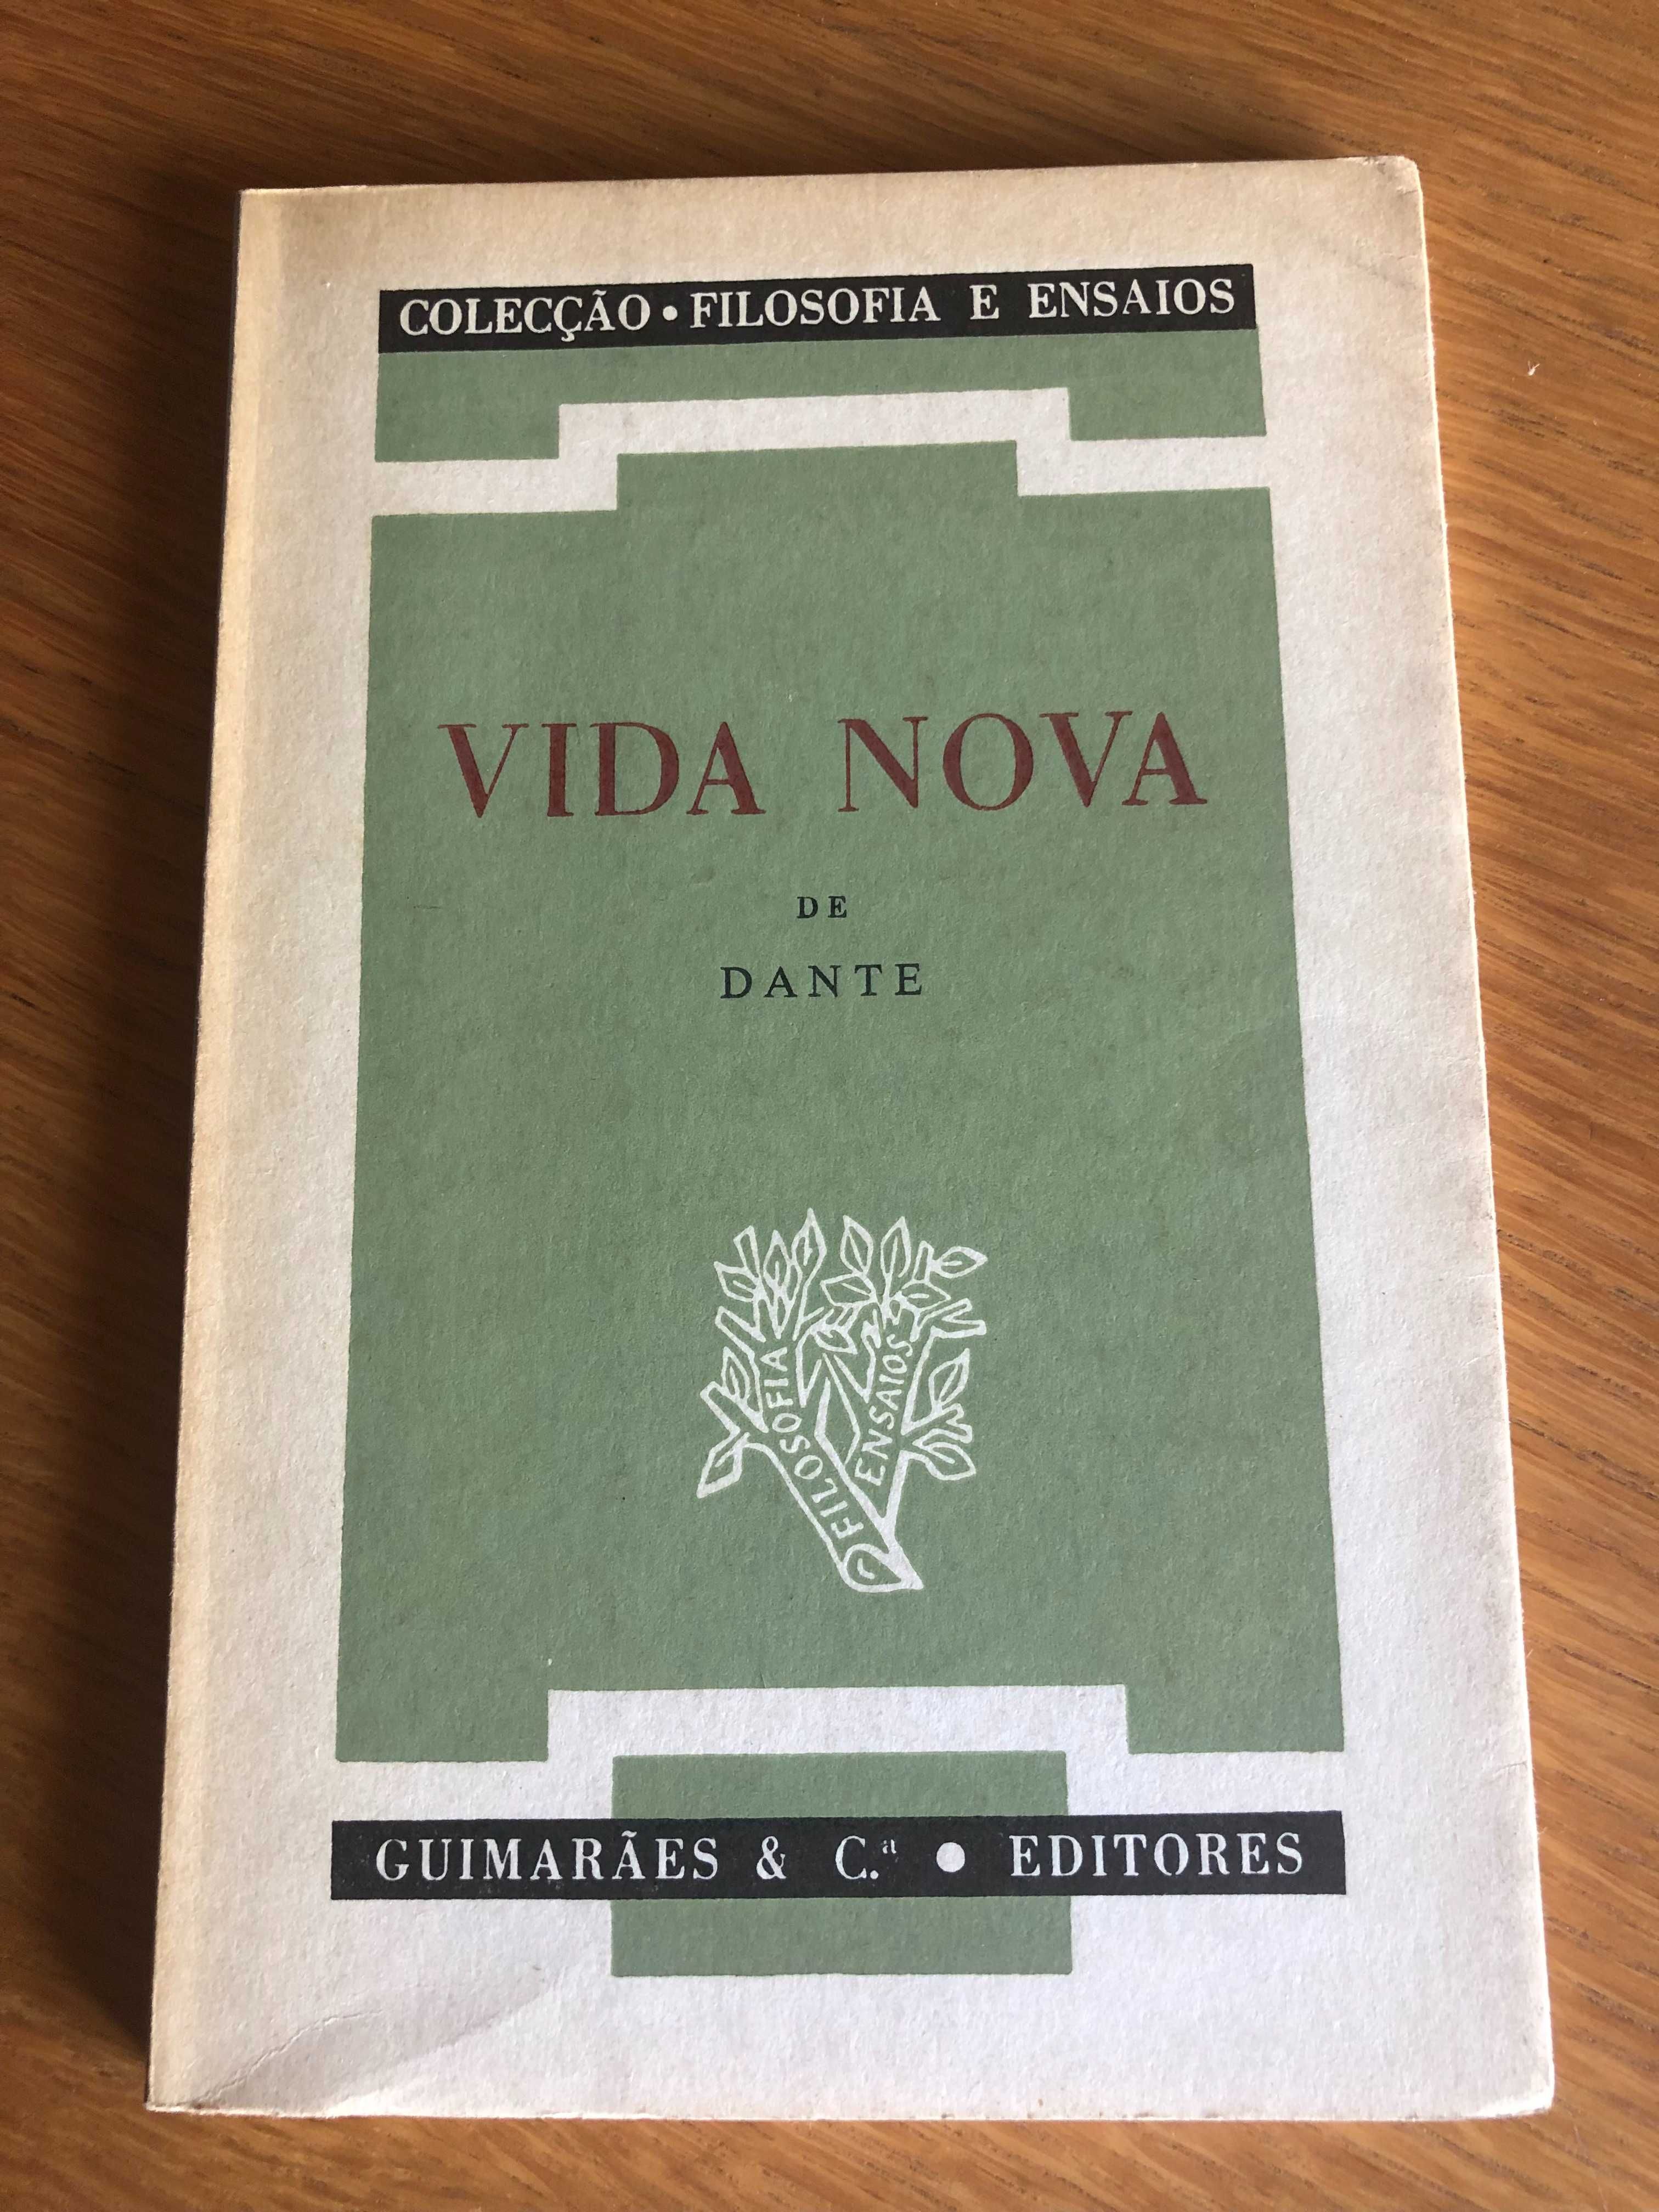 COLECÇÃO • FILOSOFIA E ENSAIOS
VIDA NOVA
DE
DANTE
FILOSOFIA
ENSAIOS
GUIMARÃES & C.ª • EDITORES